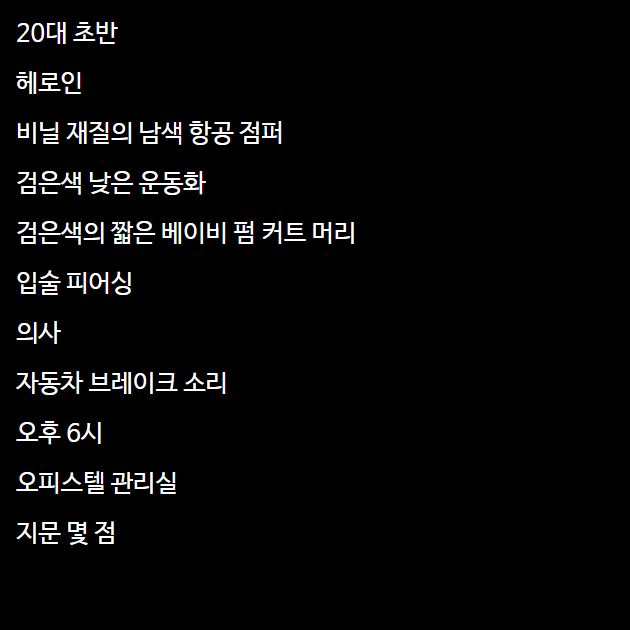 20대 초반
헤로인
비닐 재질의 남색 항공 점퍼
검은색 낮은 운동화
검은색의 짧은 베이비 펌 커트 머리
입술 피어싱
의사
자동차 브레이크 소리
오후 6시
오피스텔 관리실
지문 몇 점